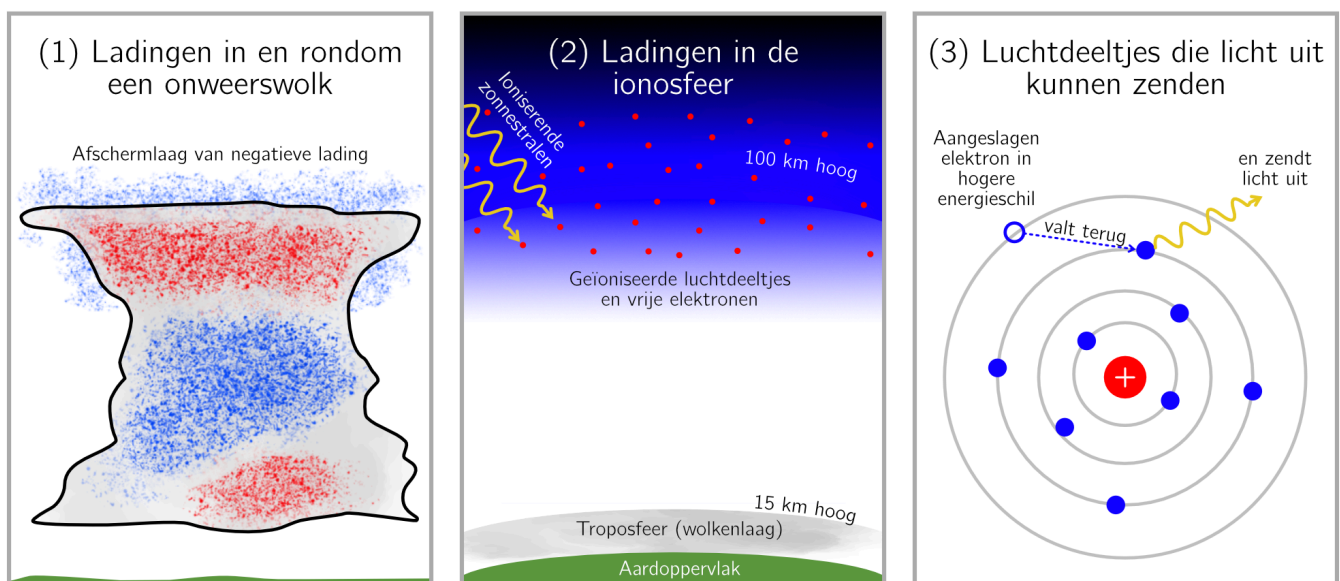 (1) Ladingen in en rondom
een onweerswolk
Afschermlaag van negatieve lading
(2) Ladingen in de
ionosfeer
Ioniserende
zonnestralen
100 km hoog
Geïoniseerde luchtdeeltjes
en vrije elektronen
15 km hoog
Troposfeer (wolkenlaag)
Aardoppervlak
(3) Luchtdeeltjes die licht uit
kunnen zenden
Aangeslagen
elektron in
hogere
energieschil
en zendt
licht uit
valt terug
+